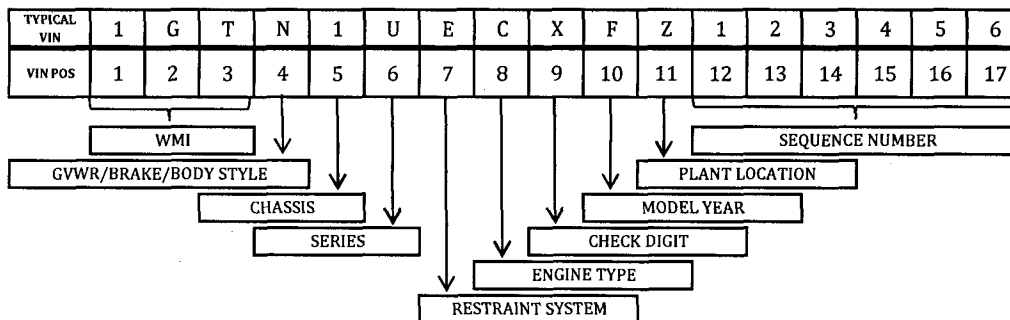 TYPICAL VIN 1 G T N 1 U E C X F Z 1 2 3 4 5 6
VIN POS 1 2 3 4 5 6 7 8 9 10 11 12 13 14 15 16 17
WMI SEQUENCE NUMBER
GVWR/BRAKE/BODY STYLE PLANT LOCATION
CHASSIS MODEL YEAR
SERIES CHECK DIGIT
ENGINE TYPE
RESTRAINT SYSTEM